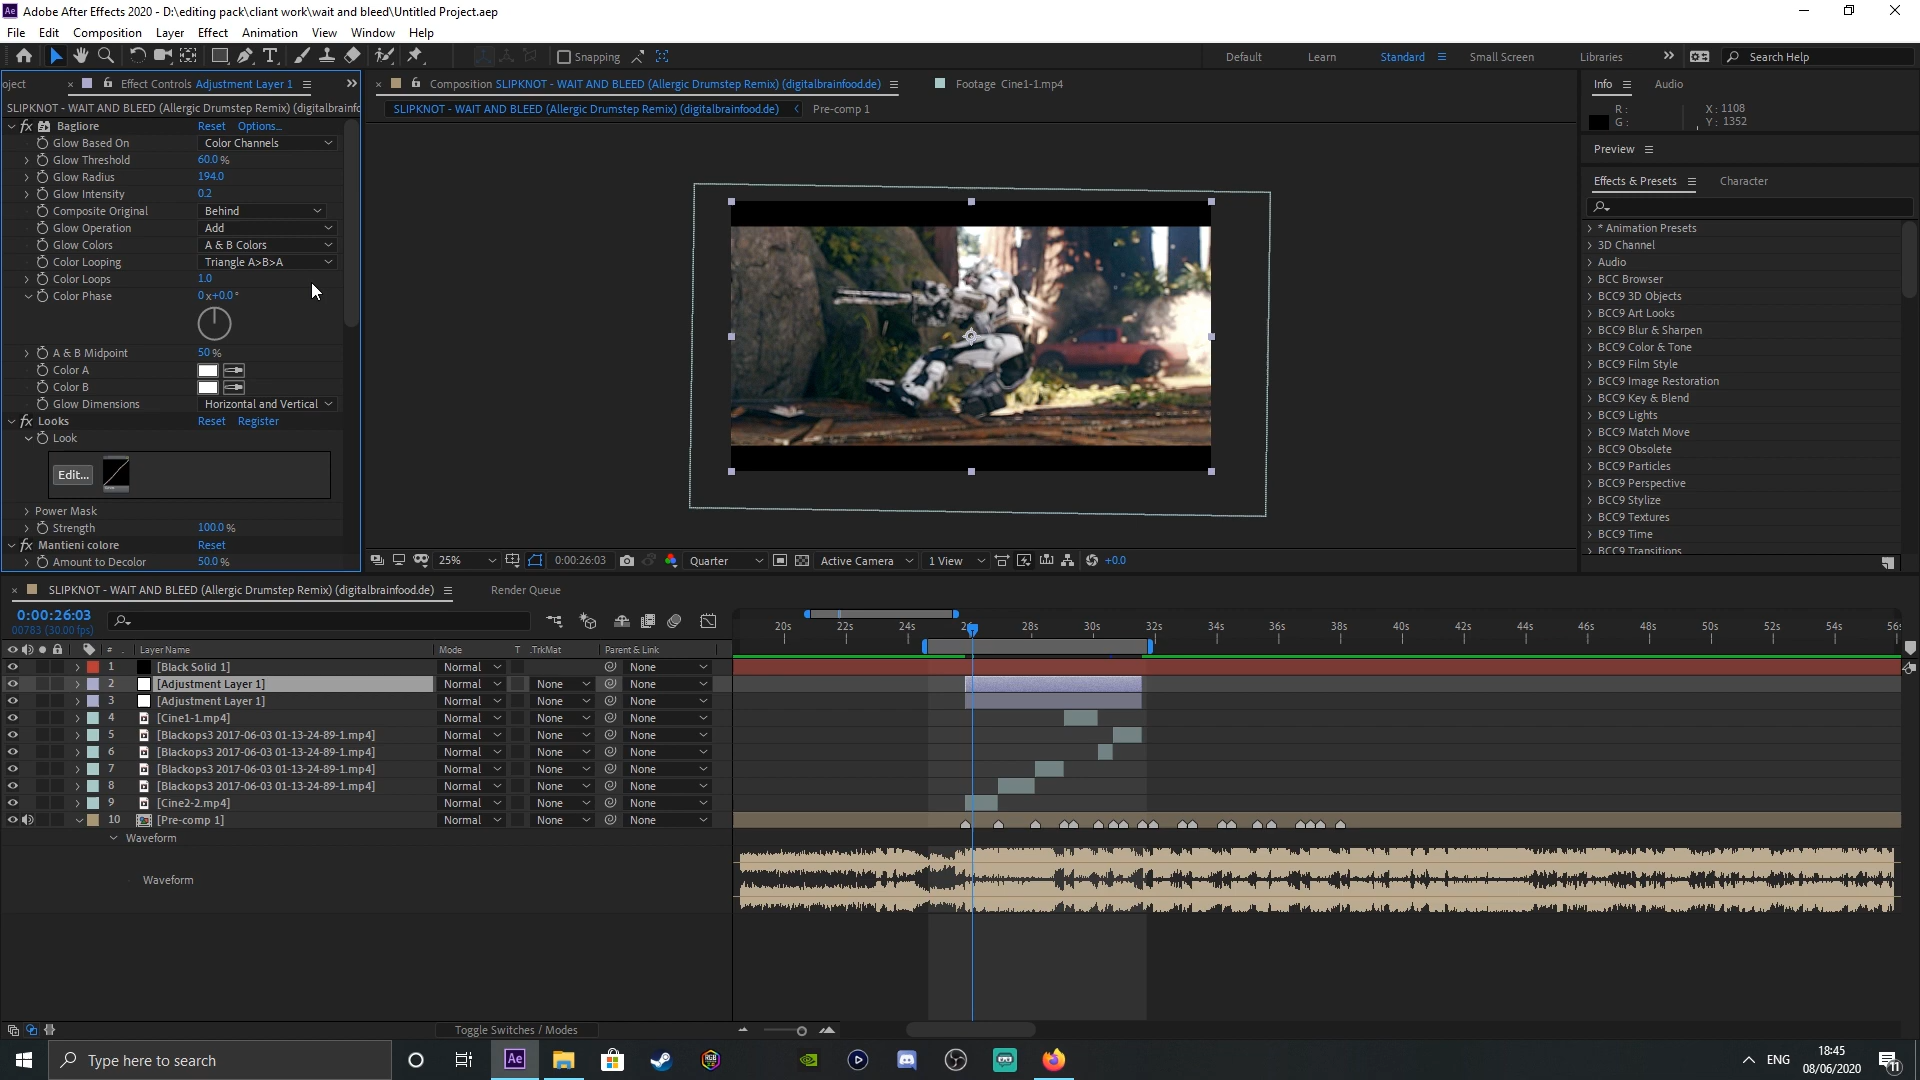 Ae Adobe After Effects 2020 - D:\editing pack\cliant work\wait and bleed\Untitled Project.aep
File Edit Composition Layer Effect Animation View Window Help
Snapping
Default Learn Standard Small Screen Libraries Search Help
oject Effect Controls Adjustment Layer 1
SLIPKNOT - WAIT AND BLEED (Allergic Drumstep Remix) (digitalbrainfo
fx Bagliore Reset Options...
Glow Based On Color Channels
Glow Threshold 60.0 %
Glow Radius 194.0
Glow Intensity 0.2
Composite Original Behind
Glow Operation Add
Glow Colors A & B Colors
Color Looping Triangle A>B>A
Color Loops 1.0
Color Phase 0 x+0.0 °
A & B Midpoint 50 %
Color A
Color B
Glow Dimensions Horizontal and Vertical
fx Looks Reset Register
Look
Edit...
Power Mask
Strength 100.0 %
fx Mantieni colore Reset
Amount to Decolor 50.0 %
Composition SLIPKNOT - WAIT AND BLEED (Allergic Drumstep Remix) (digitalbrainfood.de) Footage Cine1-1.mp4
SLIPKNOT - WAIT AND BLEED (Allergic Drumstep Remix) (digitalbrainfood.de) Pre-comp 1
25% 0:00:26:03 Quarter Active Camera 1 View +0.0
Info Audio
R: X: 1108
G: Y: 1352
Preview
Effects & Presets Character
* Animation Presets
3D Channel
Audio
BCC Browser
BCC9 3D Objects
BCC9 Art Looks
BCC9 Blur & Sharpen
BCC9 Color & Tone
BCC9 Film Style
BCC9 Image Restoration
BCC9 Key & Blend
BCC9 Lights
BCC9 Match Move
BCC9 Obsolete
BCC9 Particles
BCC9 Perspective
BCC9 Stylize
BCC9 Textures
BCC9 Time
BCC9 Transitions
SLIPKNOT - WAIT AND BLEED (Allergic Drumstep Remix) (digitalbrainfood.de) Render Queue
0:00:26:03
00783 (30.00 fps)
20s 22s 24s 28s 30s 32s 34s 36s 38s 40s 42s 44s 46s 48s 50s 52s 54s 56s
# Layer Name Mode T .TrkMat Parent & Link
1 [Black Solid 1] Normal None
2 [Adjustment Layer 1] Normal None None
3 [Adjustment Layer 1] Normal None None
4 [Cine1-1.mp4] Normal None None
5 [Blackops3 2017-06-03 01-13-24-89-1.mp4] Normal None None
6 [Blackops3 2017-06-03 01-13-24-89-1.mp4] Normal None None
7 [Blackops3 2017-06-03 01-13-24-89-1.mp4] Normal None None
8 [Blackops3 2017-06-03 01-13-24-89-1.mp4] Normal None None
9 [Cine2-2.mp4] Normal None None
10 [Pre-comp 1] Normal None None
Waveform
Waveform
Toggle Switches / Modes
Type here to search Ae ENG 18:45
08/06/2020 11